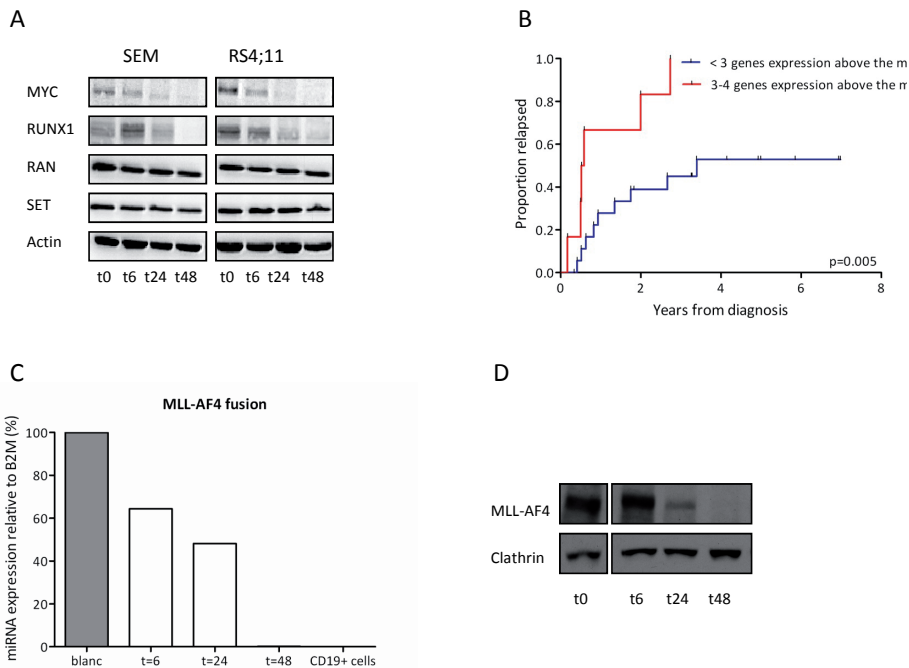 A
SEM RS4;11
MYC
RUNX1
RAN
SET
Actin
t0 t6 t24 t48 t0 t6 t24 t48
B
Proportion relapsed
1.0
0.8
0.6
0.4
0.2
0.0
0 2 4 6 8
Years from diagnosis
< 3 genes expression above the m
3-4 genes expression above the m
p=0.005
C
MLL-AF4 fusion
miRNA expression relative to B2M (%)
100
80
60
40
20
0
blanc t=6 t=24 t=48 CD19+ cells
D
MLL-AF4
Clathrin
t0 t6 t24 t48